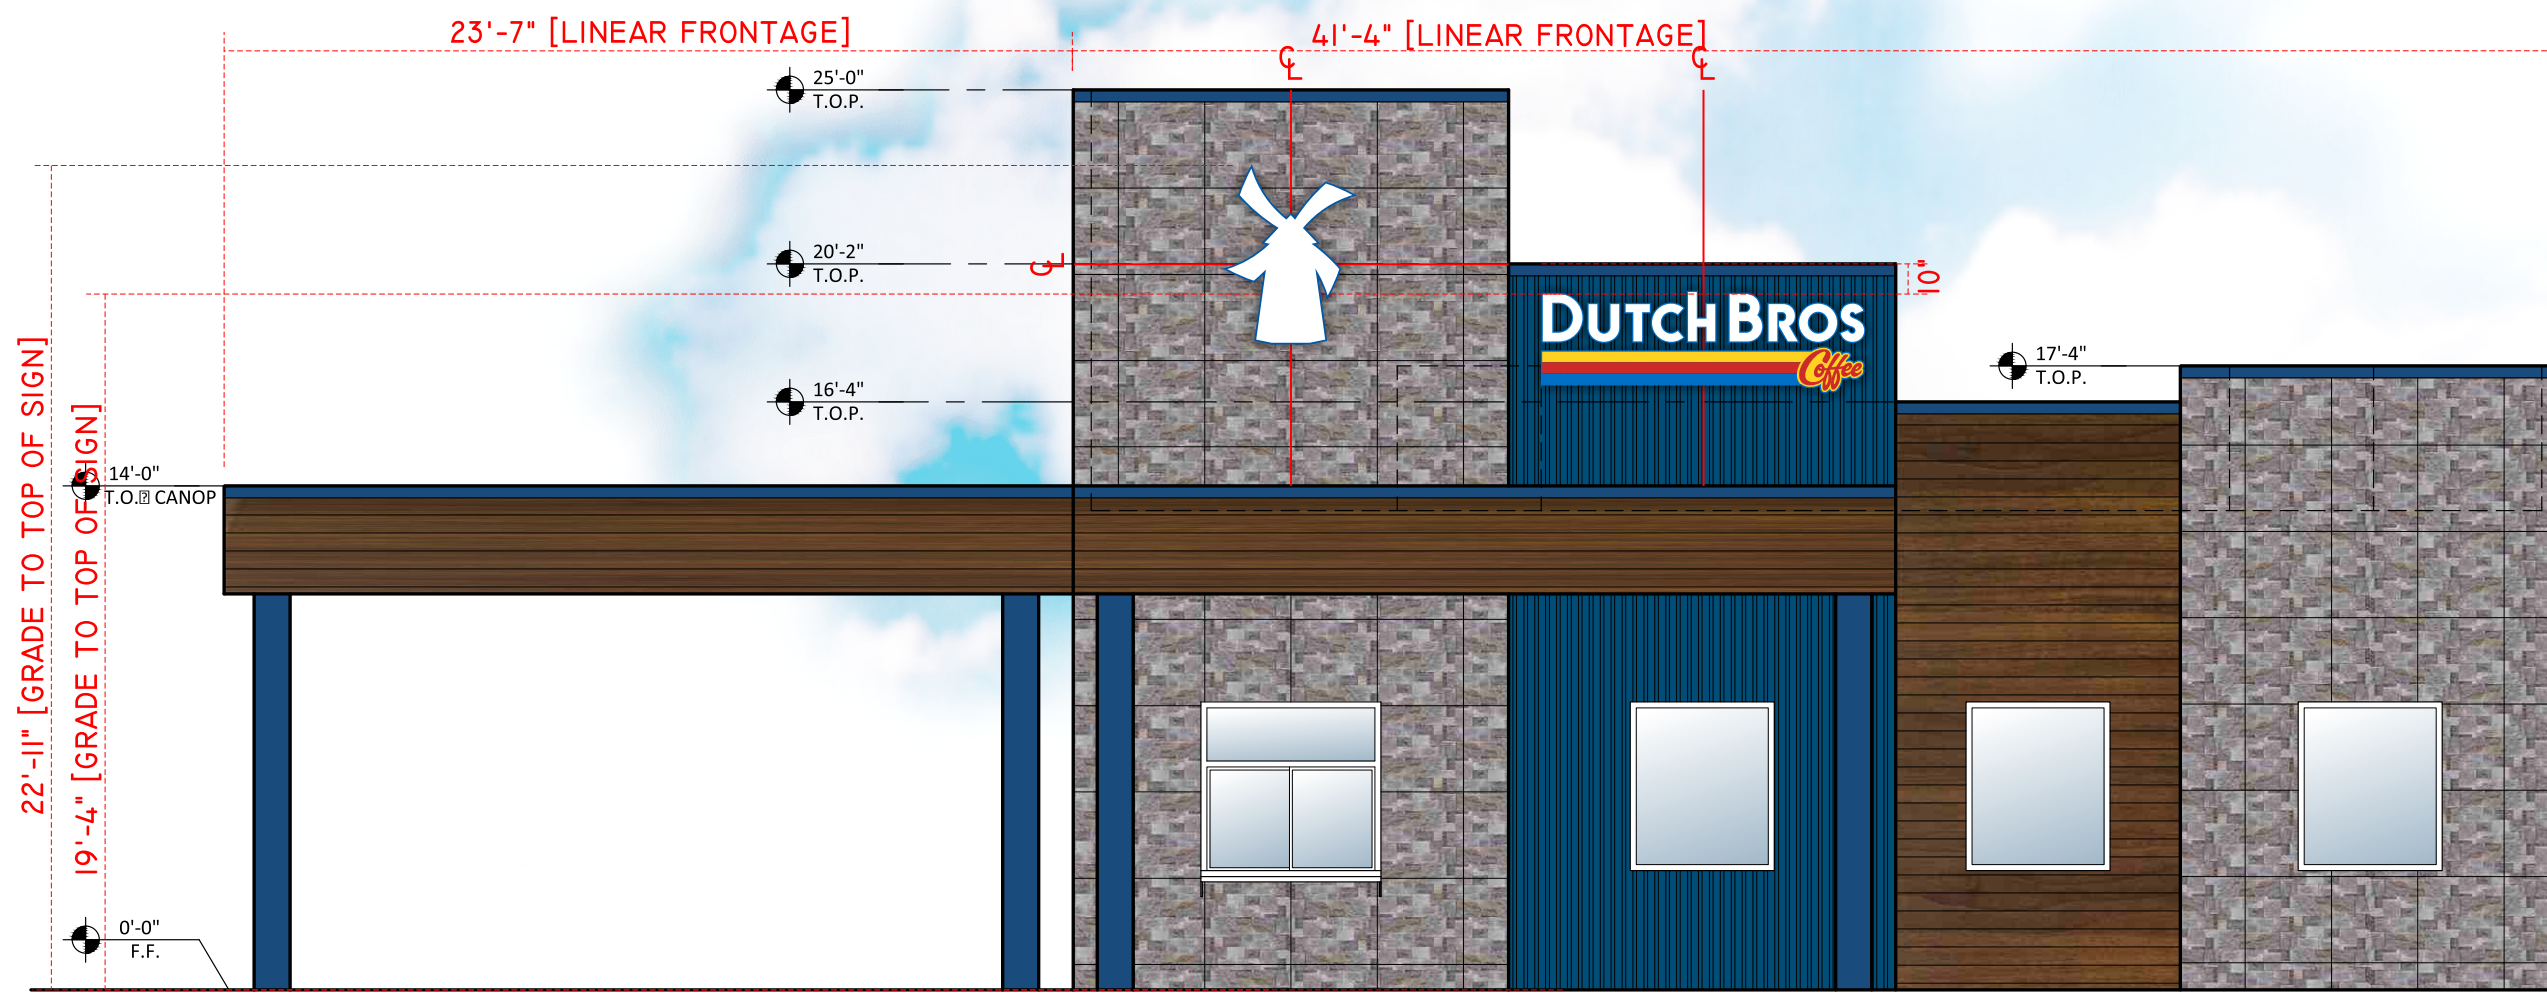 23'-7" [LINEAR FRONTAGE]
41'-4" [LINEAR FRONTAGE]
℄
℄
25'-0"
T.O.P.
20'-2"
T.O.P.
℄
10"
DUTCH BROS
Coffee
17'-4"
T.O.P.
16'-4"
T.O.P.
22'-11" [GRADE TO TOP OF SIGN]
19'-4" [GRADE TO TOP OF SIGN]
14'-0"
T.O.⍰ CANOP
0'-0"
F.F.